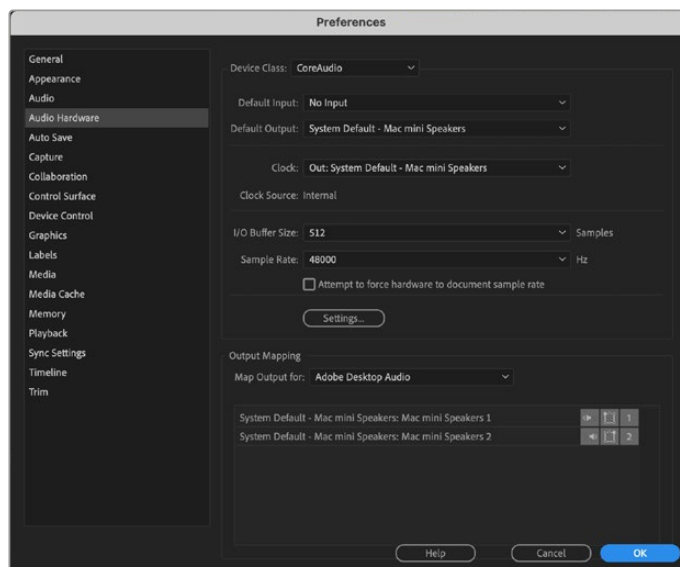 Preferences
General
Appearance
Audio
Audio Hardware
Auto Save
Capture
Collaboration
Control Surface
Device Control
Graphics
Labels
Media
Media Cache
Memory
Playback
Sync Settings
Timeline
Trim
Device Class: CoreAudio
Default Input: No Input
Default Output: System Default - Mac mini Speakers
Clock: Out: System Default - Mac mini Speakers
Clock Source: Internal
I/O Buffer Size: 512 Samples
Sample Rate: 48000 Hz
Attempt to force hardware to document sample rate
Settings...
Output Mapping
Map Output for: Adobe Desktop Audio
System Default - Mac mini Speakers: Mac mini Speakers 1 1
System Default - Mac mini Speakers: Mac mini Speakers 2 2
Help Cancel OK